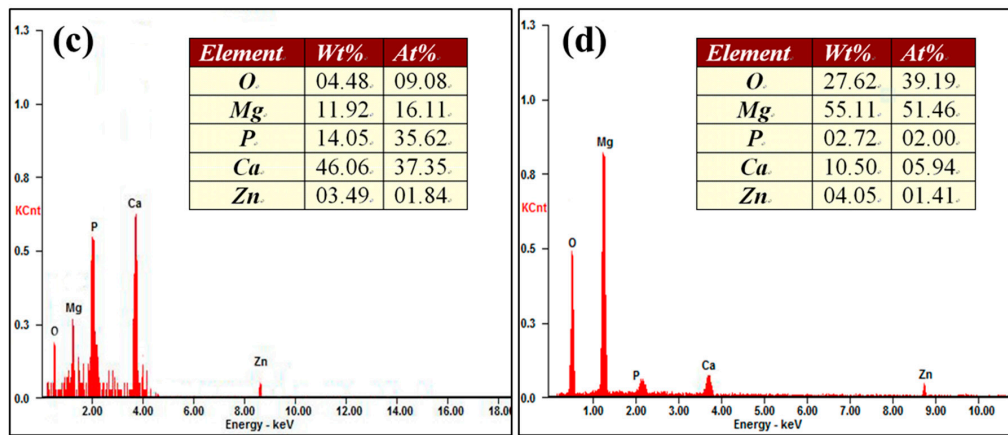 (c)
Element Wt% At%
O 04.48 09.08
Mg 11.92 16.11
P 14.05 35.62
Ca 46.06 37.35
Zn 03.49 01.84
1.3
1.0
0.8
KCnt
0.5
0.3
0.0
O
Mg
P
Ca
Zn
2.00 4.00 6.00 8.00 10.00 12.00 14.00 16.00 18.00
Energy - keV
(d)
Element Wt% At%
O 27.62 39.19
Mg 55.11 51.46
P 02.72 02.00
Ca 10.50 05.94
Zn 04.05 01.41
1.3
1.0
0.8
KCnt
0.5
0.3
0.0
O
Mg
P
Ca
Zn
1.00 2.00 3.00 4.00 5.00 6.00 7.00 8.00 9.00 10.00
Energy - keV